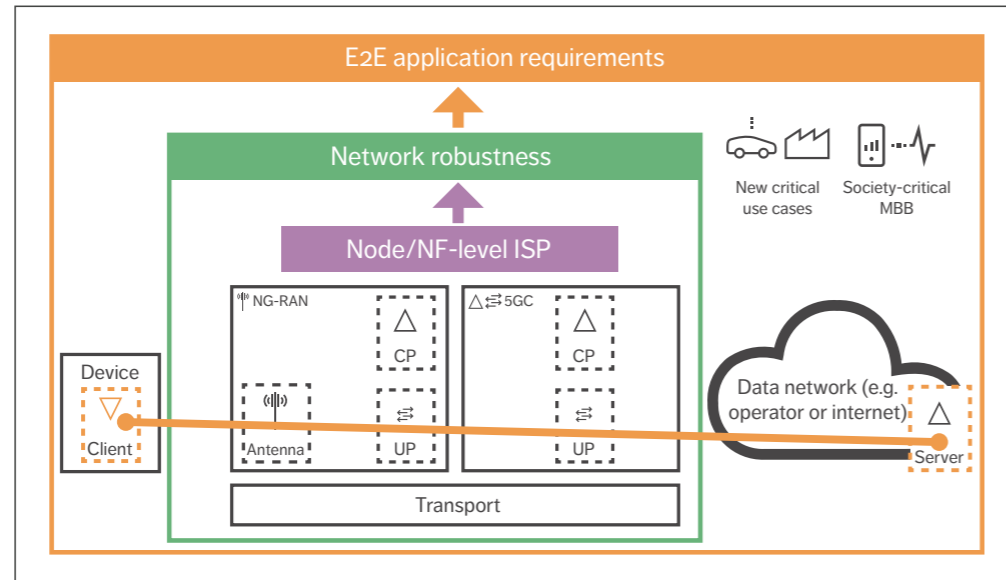 E2E application requirements
Network robustness
New critical
use cases
Society-critical
MBB
Node/NF-level ISP
NG-RAN
5GC
CP
CP
Device
Client
Antenna
UP
UP
Data network (e.g.
operator or internet)
Server
Transport